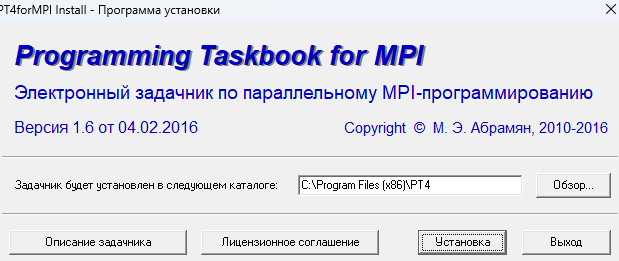 PT4forMPI Install - Программа установки
Programming Taskbook for MPI
Электронный задачник по параллельному MPI-программированию
Версия 1.6 от 04.02.2016 Copyright © М. Э. Абрамян, 2010-2016
Задачник будет установлен в следующем каталоге: C:\Program Files (x86)\PT4 Обзор...
Описание задачника Лицензионное соглашение Установка Выход